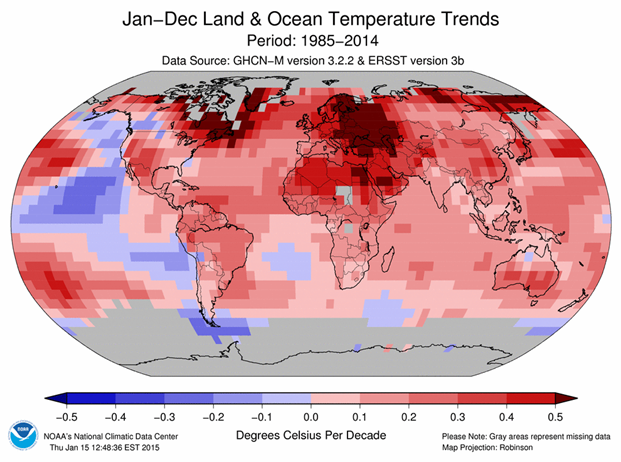 Jan-Dec Land & Ocean Temperature Trends
Period: 1985-2014
Data Source: GHCN-M version 3.2.2 & ERSST version 3b
-0.5 -0.4 -0.3 -0.2 -0.1 0.0 0.1 0.2 0.3 0.4 0.5
NOAA
NOAA's National Climatic Data Center
Thu Jan 15 12:48:36 EST 2015
Degrees Celsius Per Decade
Please Note: Gray areas represent missing data
Map Projection: Robinson